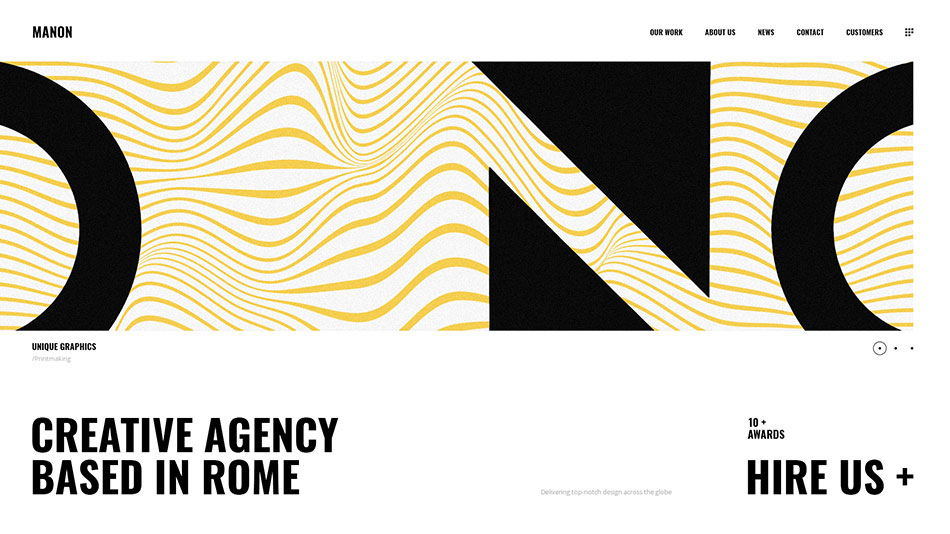 MANON
OUR WORK
ABOUT US
NEWS
CONTACT
CUSTOMERS
UNIQUE GRAPHICS
/Printmaking
CREATIVE AGENCY
BASED IN ROME
Delivering top-notch design across the globe
10 +
AWARDS
HIRE US +